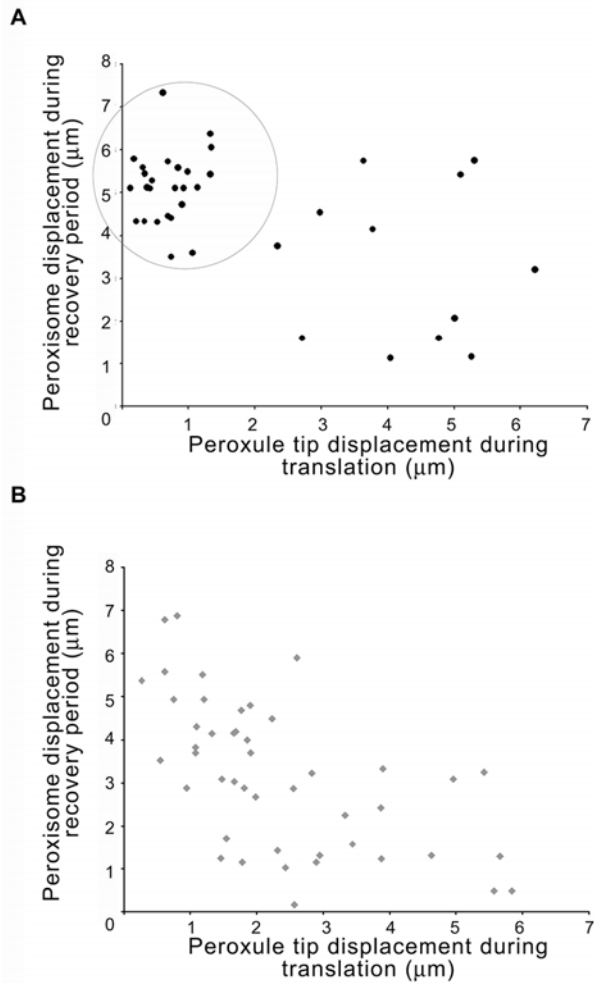 A
Peroxisome displacement during
recovery period (μm)
8
7
6
5
4
3
2
1
0
1 2 3 4 5 6 7
Peroxule tip displacement during
translation (μm)
B
Peroxisome displacement during
recovery period (μm)
8
7
6
5
4
3
2
1
0
1 2 3 4 5 6 7
Peroxule tip displacement during
translation (μm)